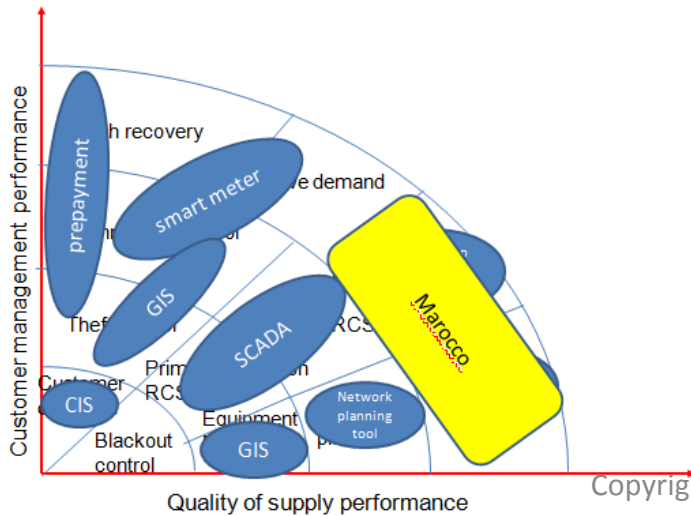 Customer management performance
prepayment
h recovery
smart meter
e demand
GIS
Thef
SCADA
RCS
Marocco
Prim
RCS
Customer
CIS
Equipment
Network
planning
tool
Blackout
control
GIS
Quality of supply performance
Copyrig